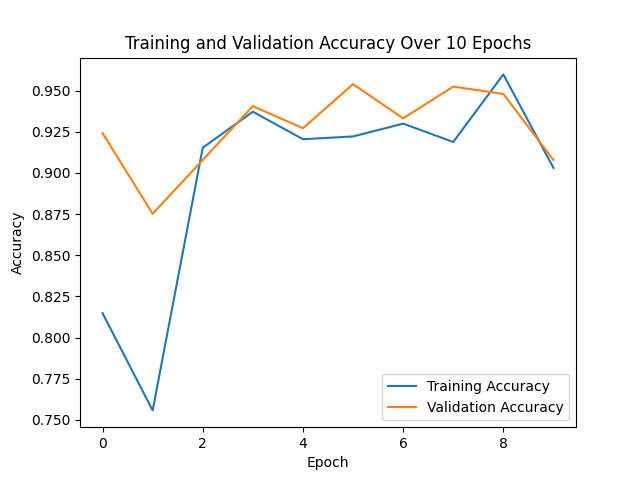 Training and Validation Accuracy Over 10 Epochs
0.950
0.925
0.900
0.875
0.850
0.825
0.800
0.775
0.750
Accuracy
Training Accuracy
Validation Accuracy
0 2 4 6 8
Epoch